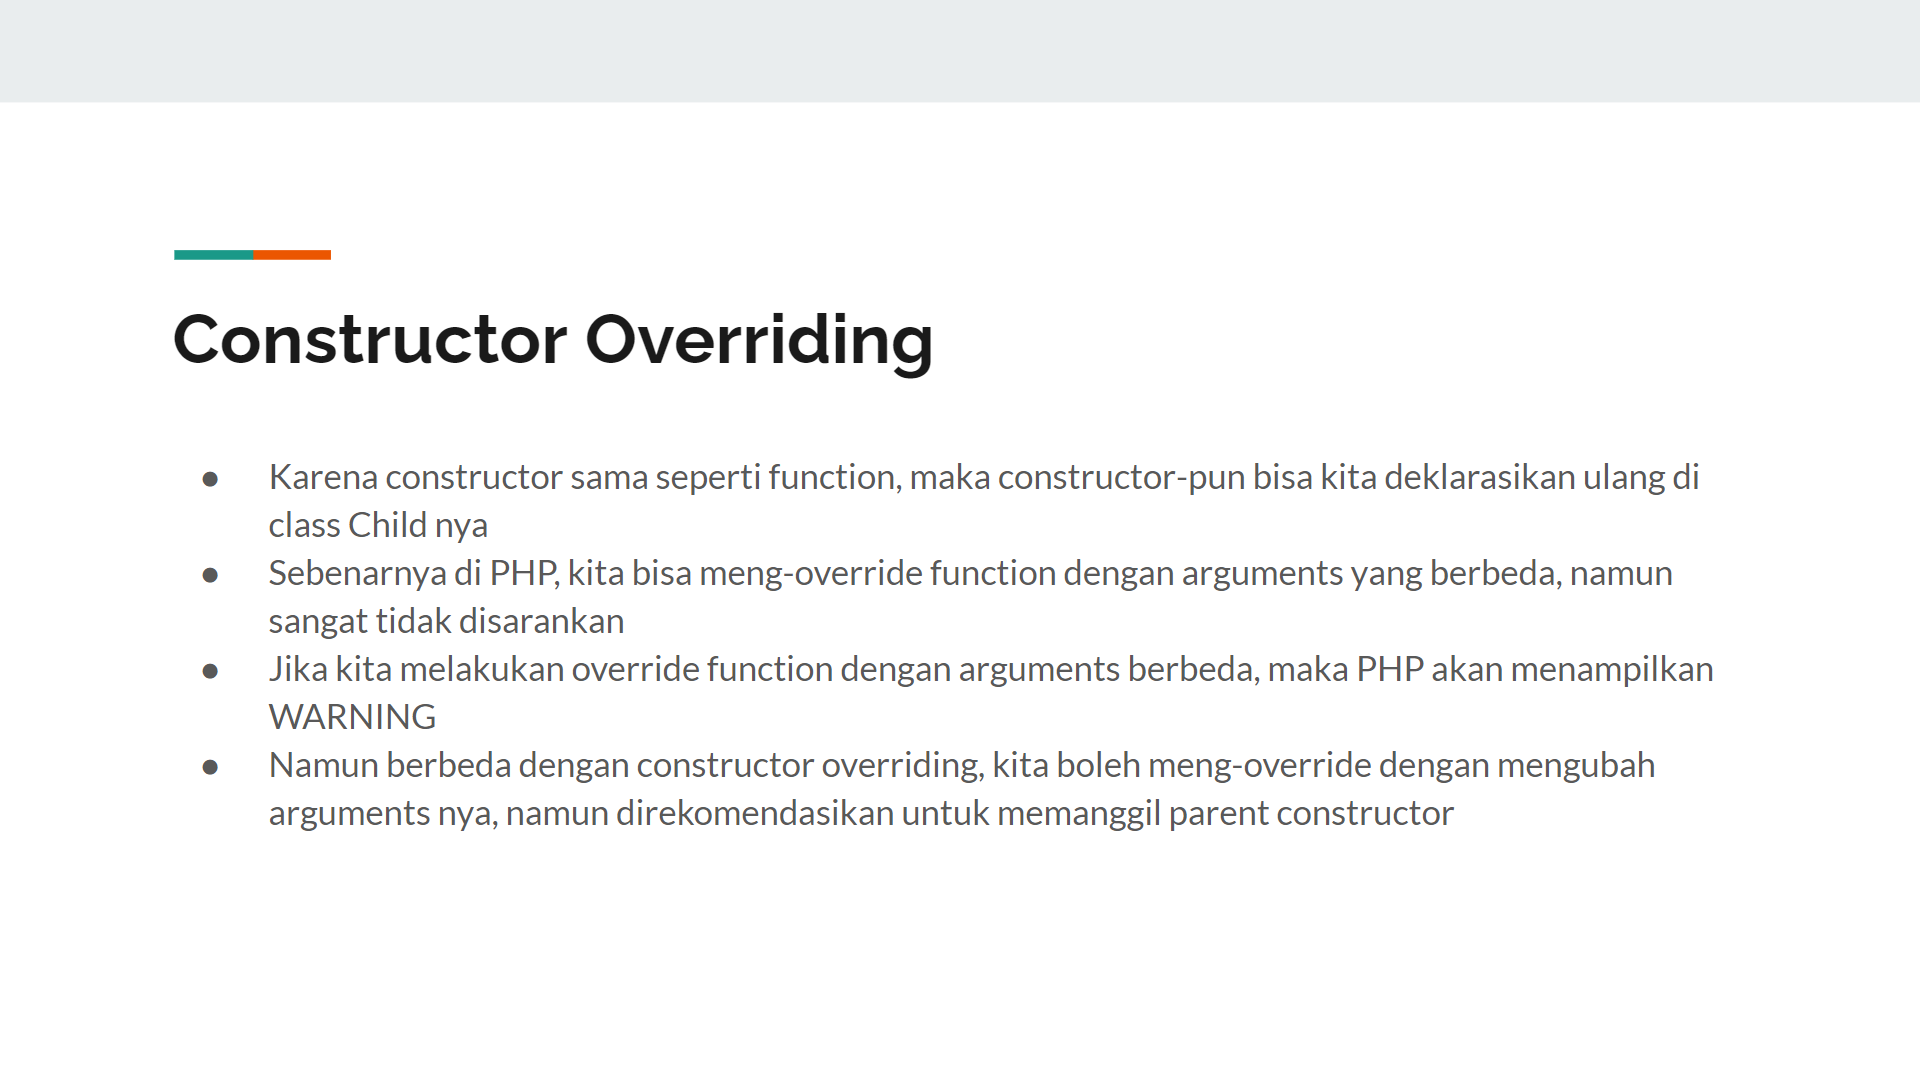 Constructor Overriding
● Karena constructor sama seperti function, maka constructor-pun bisa kita deklarasikan ulang di
class Child nya
● Sebenarnya di PHP, kita bisa meng-override function dengan arguments yang berbeda, namun
sangat tidak disarankan
● Jika kita melakukan override function dengan arguments berbeda, maka PHP akan menampilkan
WARNING
● Namun berbeda dengan constructor overriding, kita boleh meng-override dengan mengubah
arguments nya, namun direkomendasikan untuk memanggil parent constructor